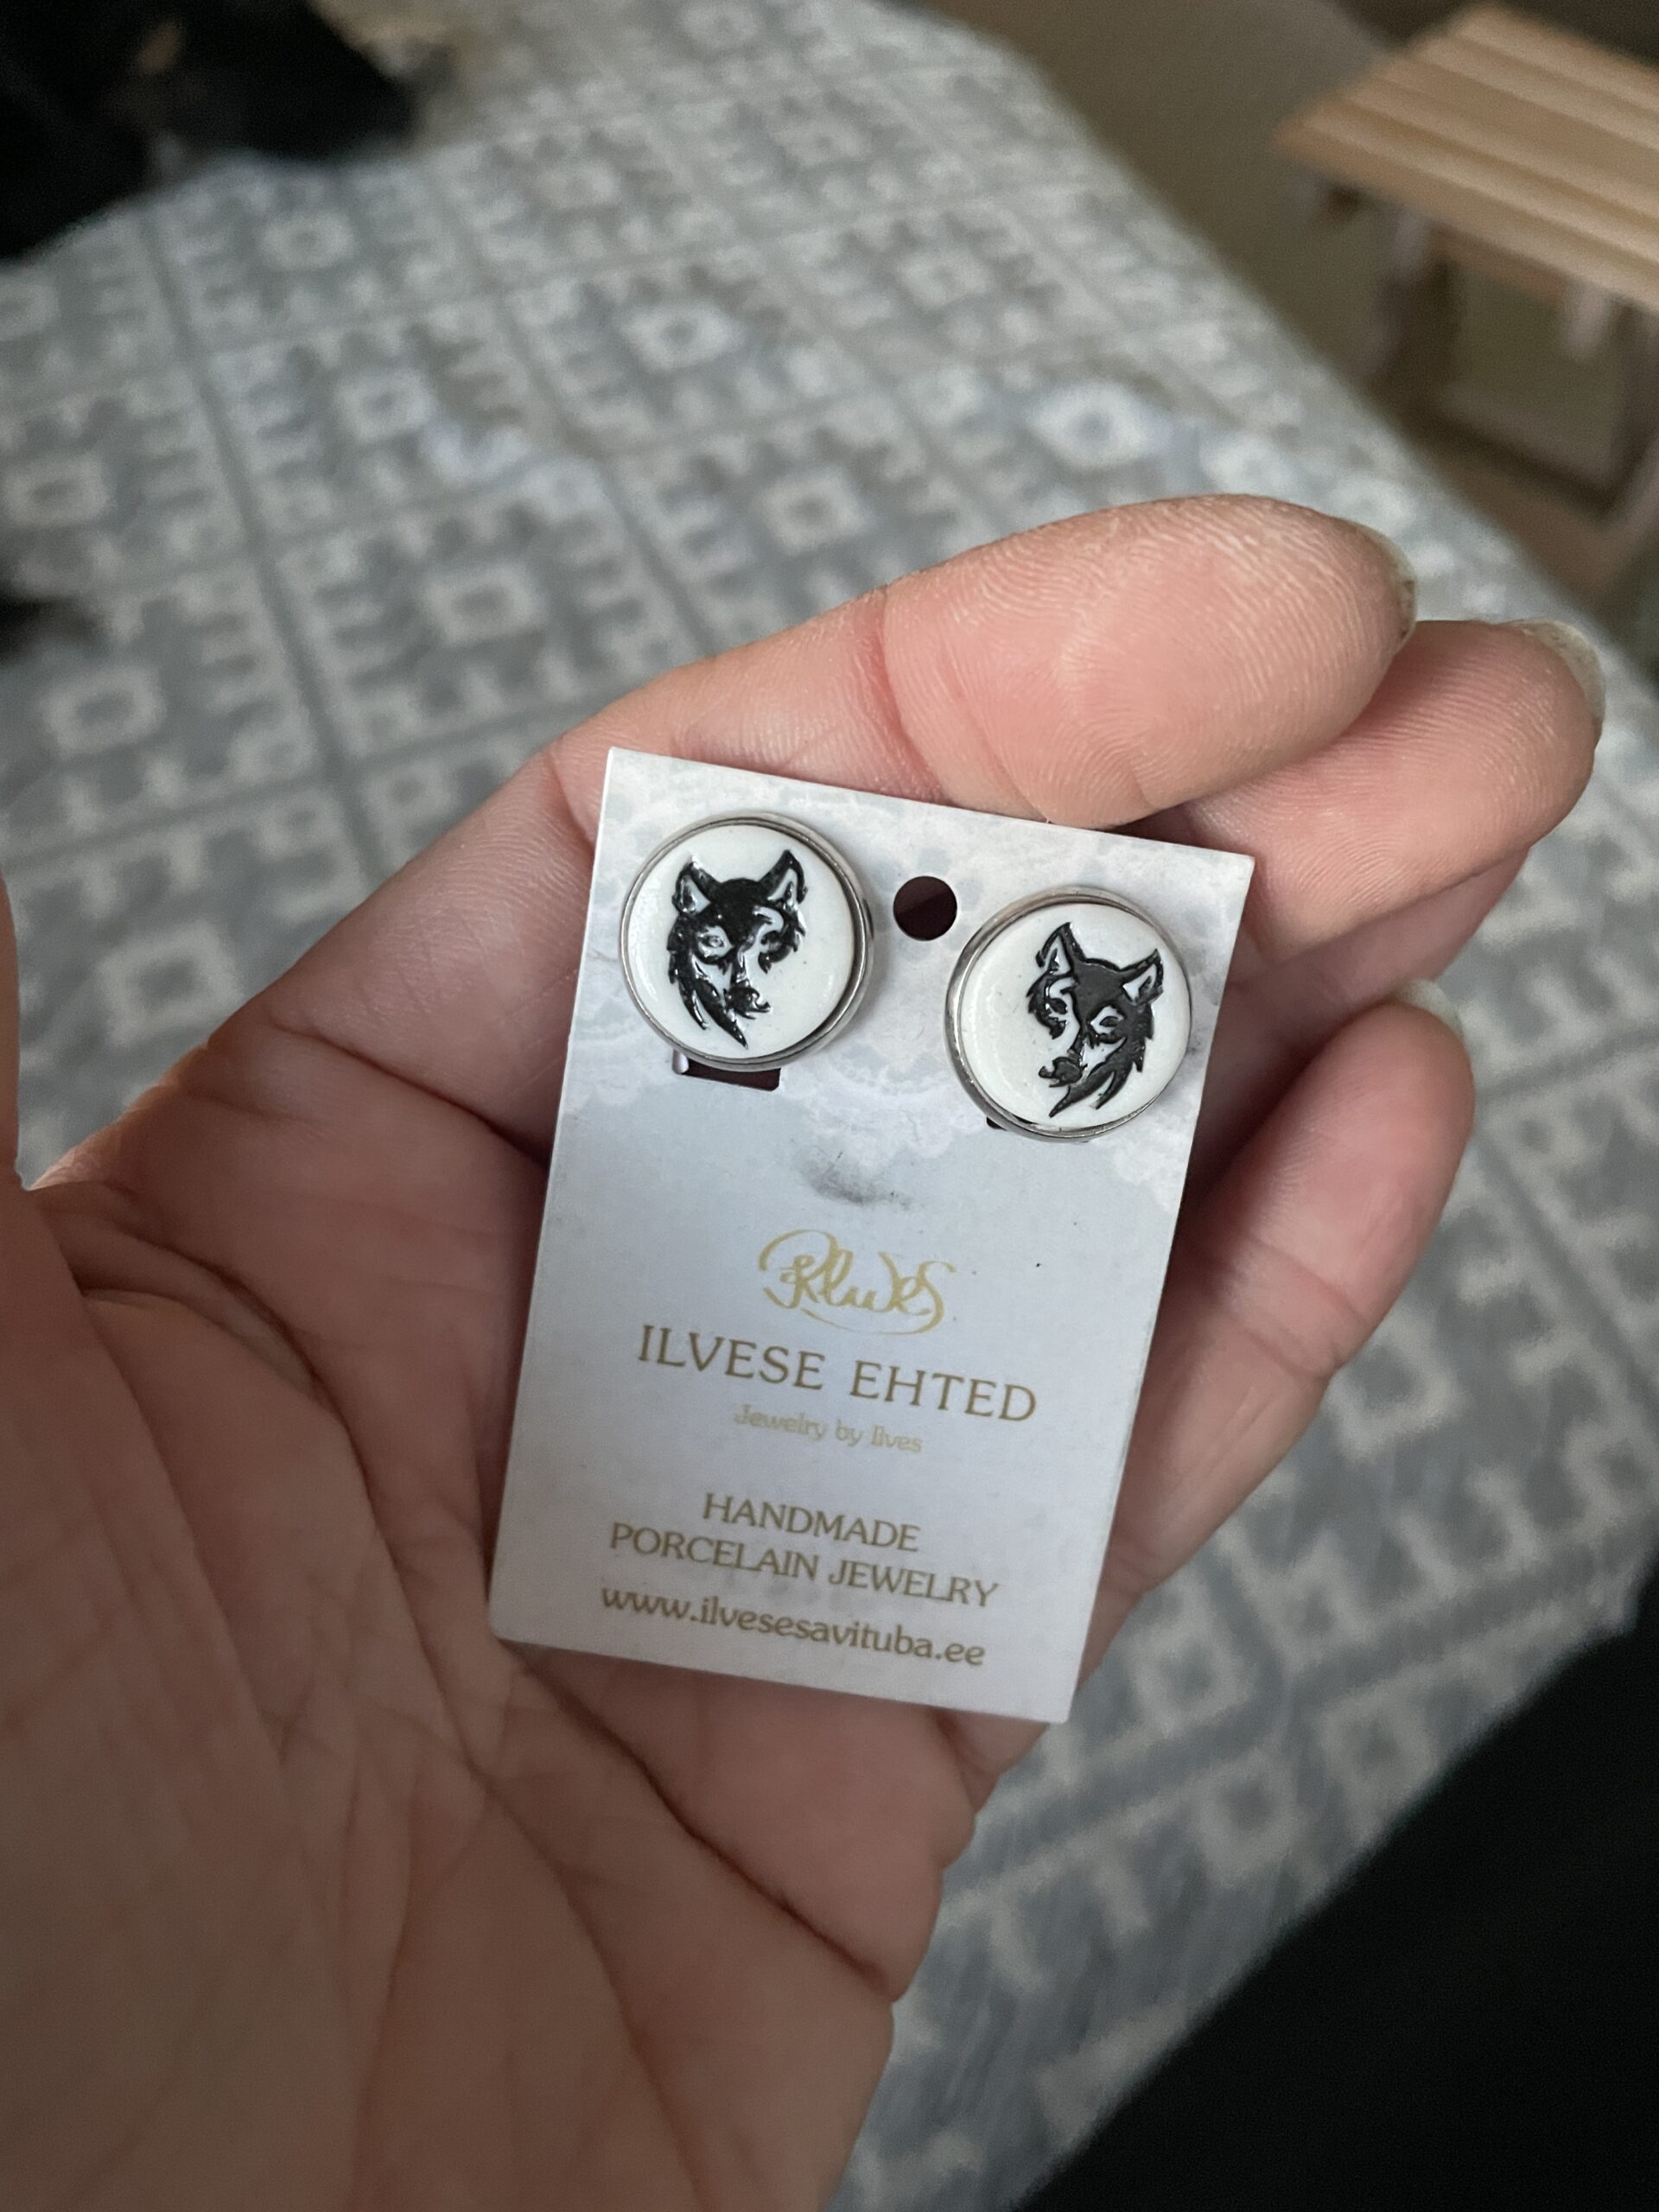 ILVESE EHTED
Jewelry by Ilves
HANDMADE
PORCELAIN JEWELRY
www.ilvesesavituba.ee